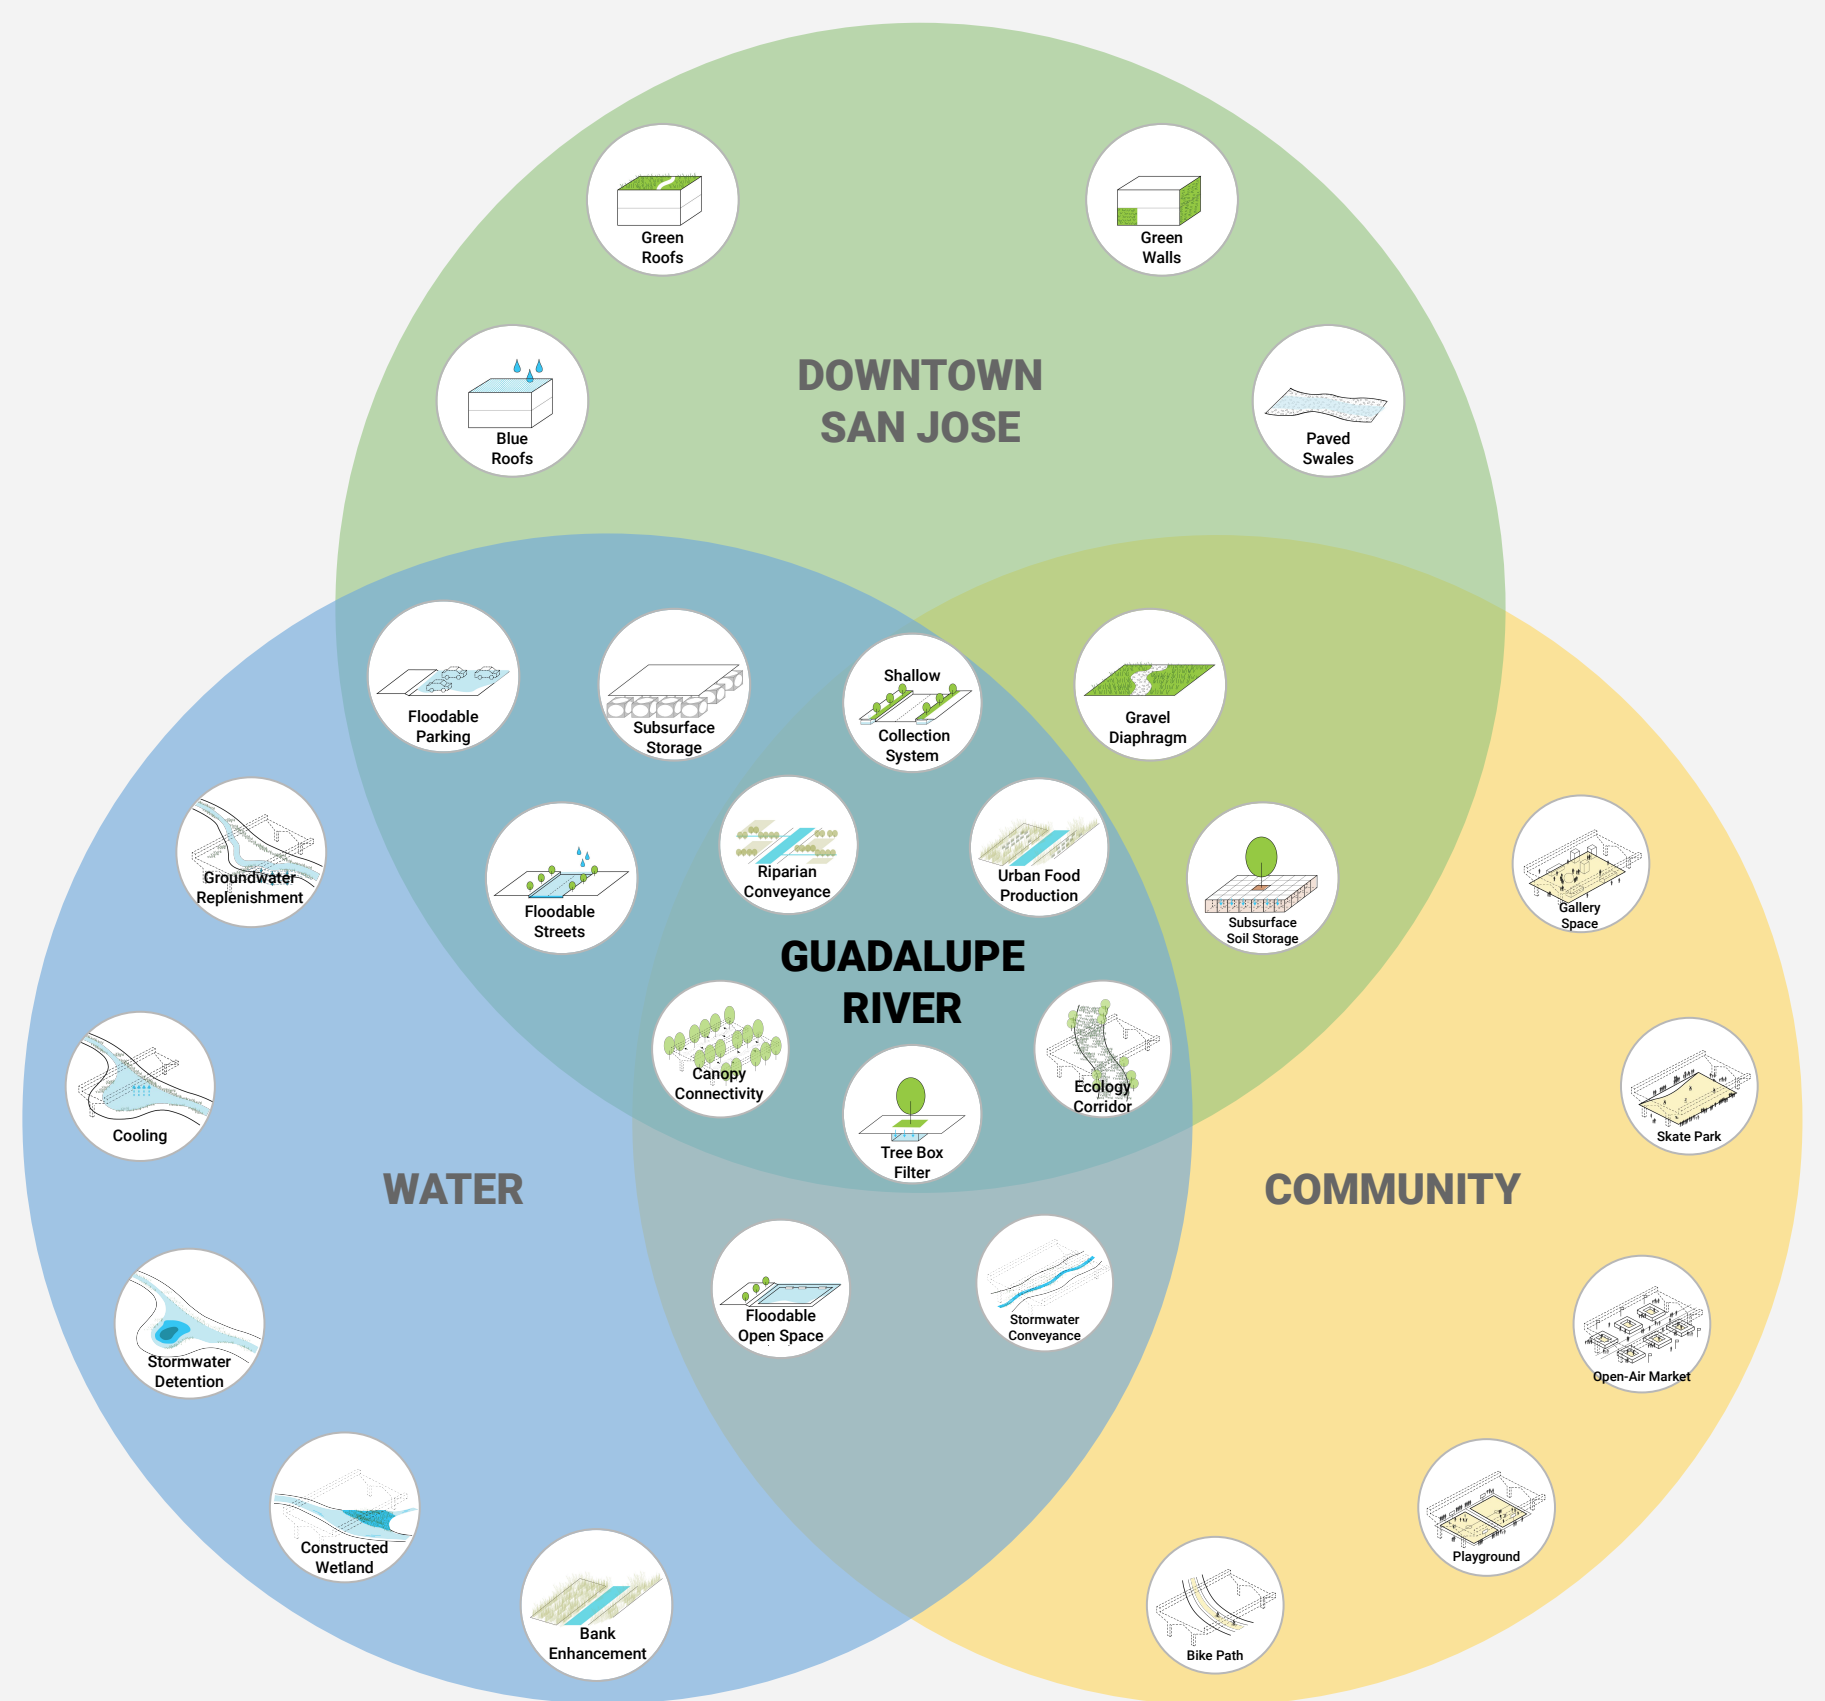 Green
Roofs
Green
Walls
Blue
Roofs
DOWNTOWN
SAN JOSE
Paved
Swales
Floodable
Parking
Subsurface
Storage
Shallow
Collection
System
Gravel
Diaphragm
Groundwater
Replenishment
Floodable
Streets
Riparian
Conveyance
Urban Food
Production
Subsurface
Soil Storage
Gallery
Space
GUADALUPE
RIVER
Cooling
Canopy
Connectivity
Ecology
Corridor
Tree Box
Filter
Skate Park
WATER
COMMUNITY
Stormwater
Detention
Floodable
Open Space
Stormwater
Conveyance
Open-Air Market
Constructed
Wetland
Playground
Bank
Enhancement
Bike Path